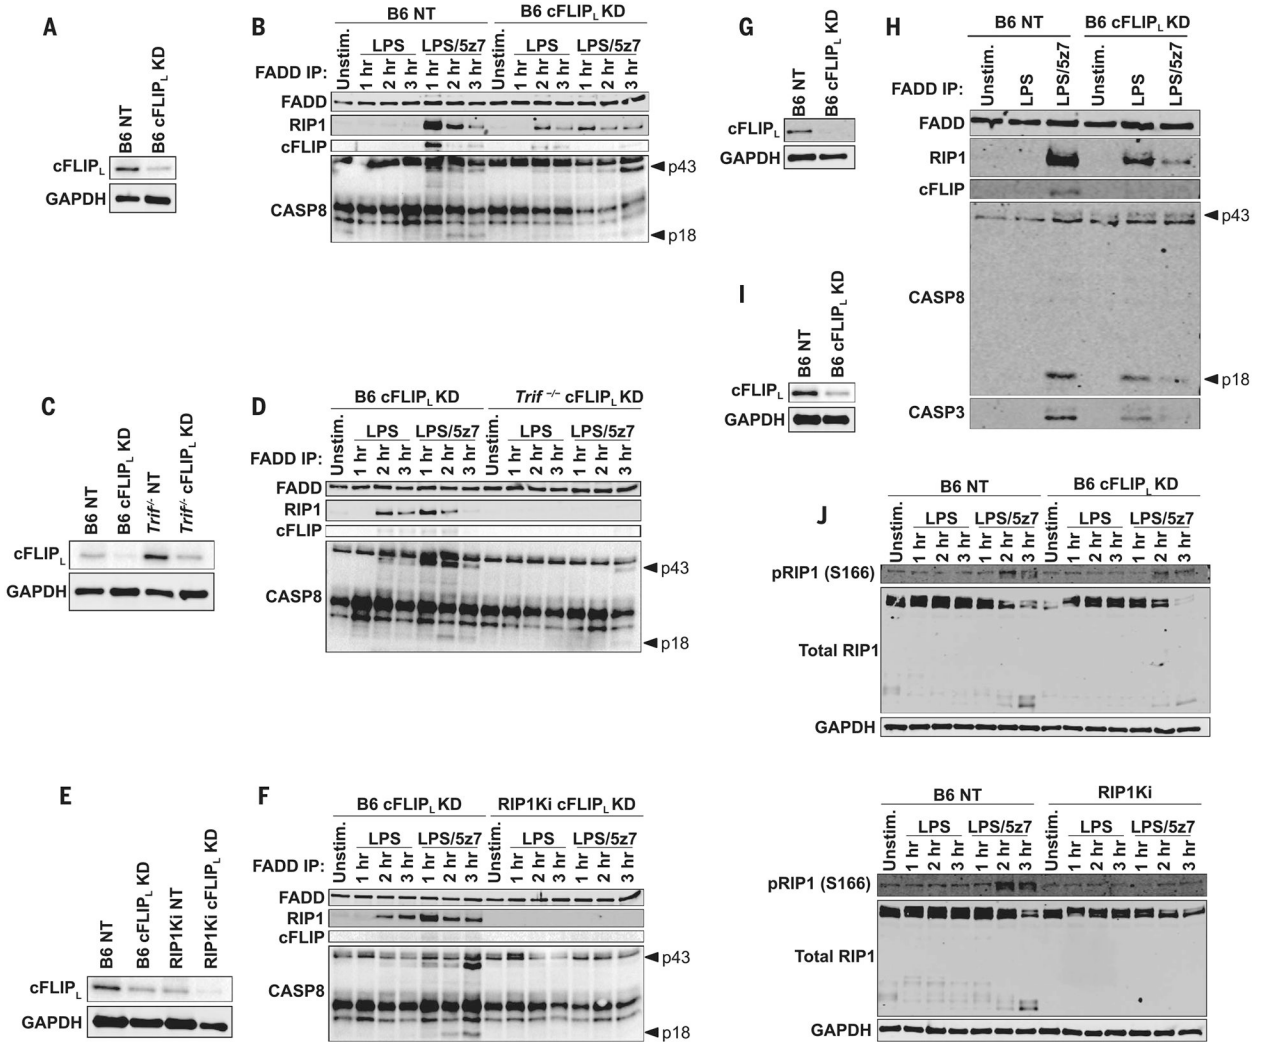 A
B6 NT
B6 cFLIPL KD
cFLIPL
GAPDH
B
B6 NT
B6 cFLIPL KD
LPS
LPS/5z7
LPS
LPS/5z7
FADD IP:
Unstim.
1 hr
2 hr
3 hr
1 hr
2 hr
3 hr
Unstim.
1 hr
2 hr
3 hr
1 hr
2 hr
3 hr
FADD
RIP1
cFLIP
CASP8
p43
p18
C
B6 NT
B6 cFLIPL KD
Trif-/- NT
Trif-/- cFLIPL KD
cFLIPL
GAPDH
D
B6 cFLIPL KD
Trif -/- cFLIPL KD
LPS
LPS/5z7
LPS
LPS/5z7
FADD IP:
Unstim.
1 hr
2 hr
3 hr
1 hr
2 hr
3 hr
Unstim.
1 hr
2 hr
3 hr
1 hr
2 hr
3 hr
FADD
RIP1
cFLIP
CASP8
p43
p18
E
B6 NT
B6 cFLIPL KD
RIP1Ki NT
RIP1Ki cFLIPL KD
cFLIPL
GAPDH
F
B6 cFLIPL KD
RIP1Ki cFLIPL KD
LPS
LPS/5z7
LPS
LPS/5z7
FADD IP:
Unstim.
1 hr
2 hr
3 hr
1 hr
2 hr
3 hr
Unstim.
1 hr
2 hr
3 hr
1 hr
2 hr
3 hr
FADD
RIP1
cFLIP
CASP8
p43
p18
G
B6 NT
B6 cFLIPL KD
cFLIPL
GAPDH
H
B6 NT
B6 cFLIPL KD
FADD IP:
Unstim.
LPS
LPS/5z7
Unstim.
LPS
LPS/5z7
FADD
RIP1
cFLIP
CASP8
CASP3
p43
p18
I
B6 NT
B6 cFLIPL KD
cFLIPL
GAPDH
J
B6 NT
B6 cFLIPL KD
LPS
LPS/5z7
LPS
LPS/5z7
Unstim.
1 hr
2 hr
3 hr
1 hr
2 hr
3 hr
Unstim.
1 hr
2 hr
3 hr
1 hr
2 hr
3 hr
pRIP1 (S166)
Total RIP1
GAPDH
B6 NT
RIP1Ki
LPS
LPS/5z7
LPS
LPS/5z7
Unstim.
1 hr
2 hr
3 hr
1 hr
2 hr
3 hr
Unstim.
1 hr
2 hr
3 hr
1 hr
2 hr
3 hr
pRIP1 (S166)
Total RIP1
GAPDH